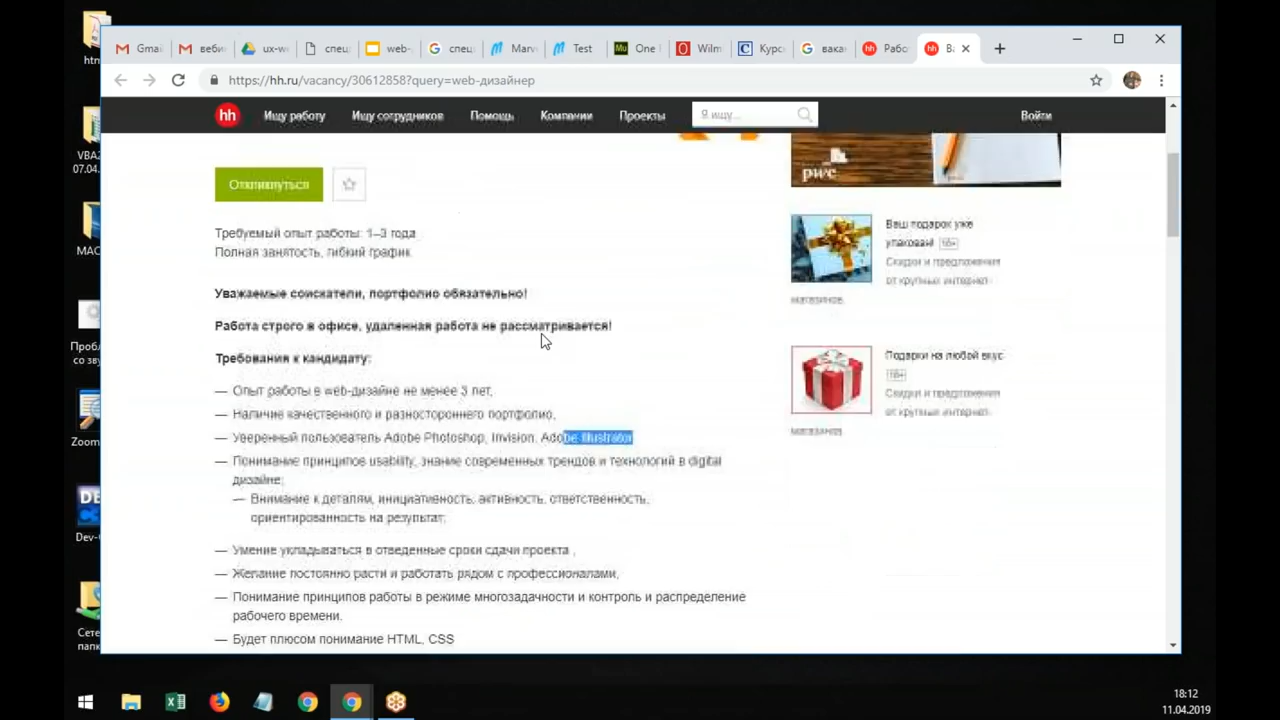 htm
VBA2
07.04.
MAC
Пробл
со зву
Zoom
DE
Dev-C
Сете
папк
Gmai
веби
ux-w
спец
web-
спец
Marv
Test
One
Wilm
Курс
вака
Рабо
В
https://hh.ru/vacancy/30612858?query=web-дизайнер
hh
Ищу работу
Ищу сотрудников
Помощь
Компании
Проекты
Я ищу...
Войти
Откликнуться
Требуемый опыт работы: 1–3 года
Полная занятость, гибкий график
Уважаемые соискатели, портфолио обязательно!
Работа строго в офисе, удаленная работа не рассматривается!
Требования к кандидату:
— Опыт работы в web-дизайне не менее 3 лет,
— Наличие качественного и разностороннего портфолио,
— Уверенный пользователь Adobe Photoshop, Invision, Adobe Illustrator
— Понимание принципов usability, знание современных трендов и технологий в digital
дизайне;
— Внимание к деталям, инициативность, активность, ответственность,
ориентированность на результат;
— Умение укладываться в отведенные сроки сдачи проекта ,
— Желание постоянно расти и работать рядом с профессионалами,
— Понимание принципов работы в режиме многозадачности и контроль и распределение
рабочего времени.
— Будет плюсом понимание HTML, CSS
pwc
Ваш подарок уже
упакован!
Скидки и предложения
от крупных интернет-
магазинов
Подарки на любой вкус
Скидки и предложения
от крупных интернет-
магазинов
18:12
11.04.2019